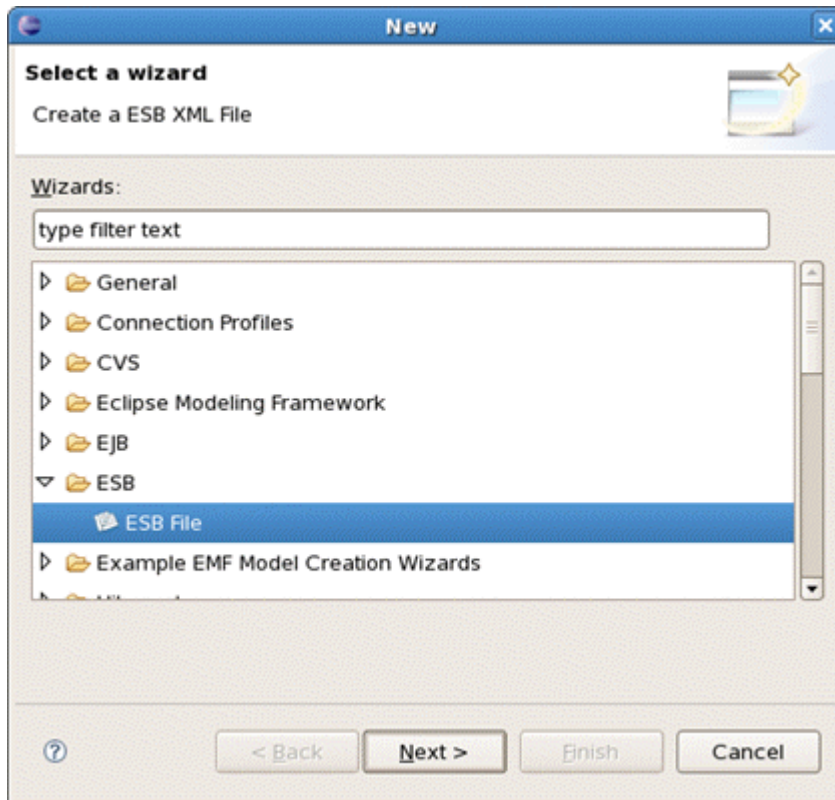 New
Select a wizard
Create a ESB XML File
Wizards:
type filter text
General
Connection Profiles
CVS
Eclipse Modeling Framework
EJB
ESB
ESB File
Example EMF Model Creation Wizards
< Back Next > Finish Cancel